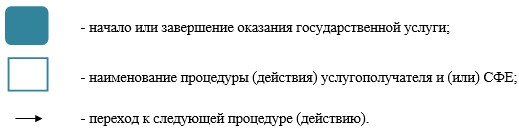 - начало или завершение оказания государственной услуги;
- наименование процедуры (действия) услугополучателя и (или) СФЕ;
- переход к следующей процедуре (действию).